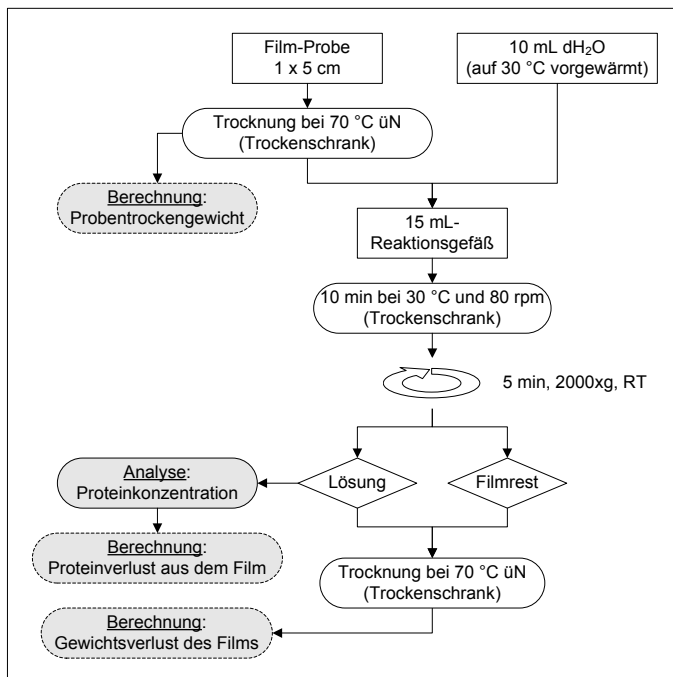 Film-Probe
1 x 5 cm
10 mL dH2O
(auf 30 °C vorgewärmt)
Trocknung bei 70 °C üN
(Trockenschrank)
Berechnung:
Probentrockengewicht
15 mL-
Reaktionsgefäß
10 min bei 30 °C und 80 rpm
(Trockenschrank)
5 min, 2000xg, RT
Analyse:
Proteinkonzentration
Lösung
Filmrest
Berechnung:
Proteinverlust aus dem Film
Trocknung bei 70 °C üN
(Trockenschrank)
Berechnung:
Gewichtsverlust des Films